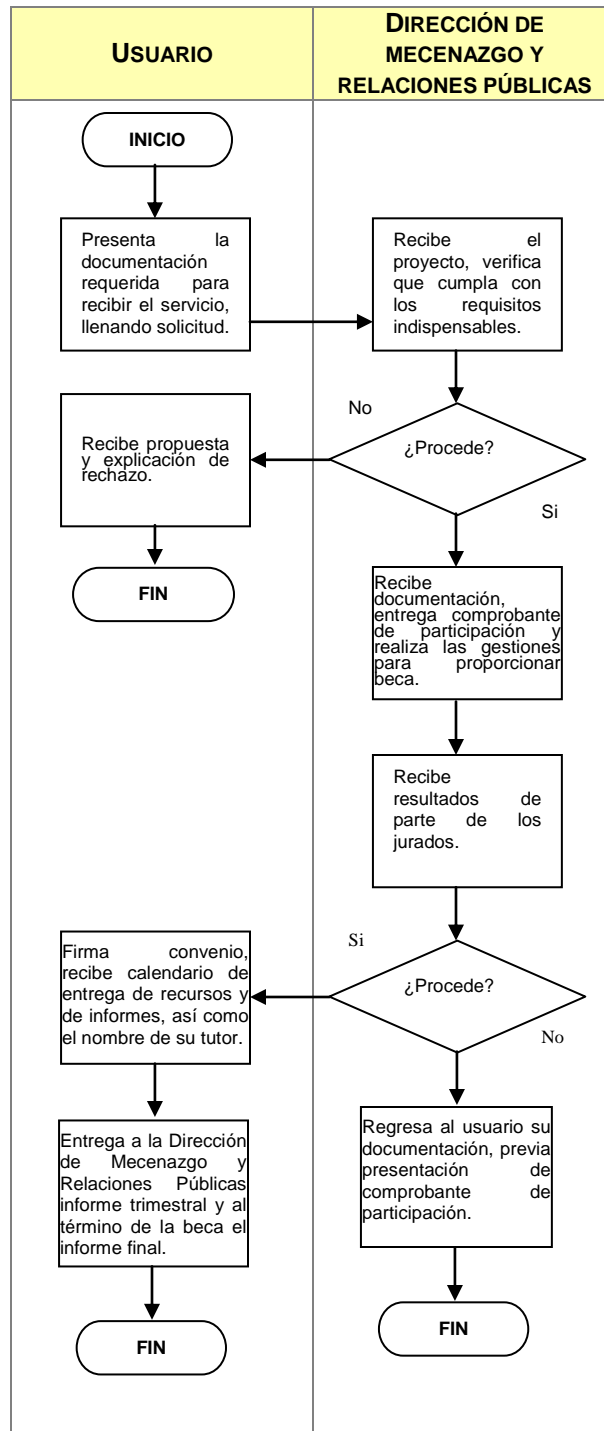 USUARIO
DIRECCIÓN DE
MECENAZGO Y
RELACIONES PÚBLICAS
INICIO
Presenta la
documentación
requerida para
recibir el servicio,
llenando solicitud.
Recibe el
proyecto, verifica
que cumpla con
los requisitos
indispensables.
No
¿Procede?
Recibe propuesta
y explicación de
rechazo.
Si
FIN
Recibe
documentación,
entrega comprobante
de participación y
realiza las gestiones
para proporcionar
beca.
Recibe
resultados de
parte de los
jurados.
Si
¿Procede?
Firma convenio,
recibe calendario de
entrega de recursos y
de informes, así como
el nombre de su tutor.
No
Entrega a la Dirección
de Mecenazgo y
Relaciones Públicas
informe trimestral y al
término de la beca el
informe final.
Regresa al usuario su
documentación, previa
presentación de
comprobante de
participación.
FIN
FIN